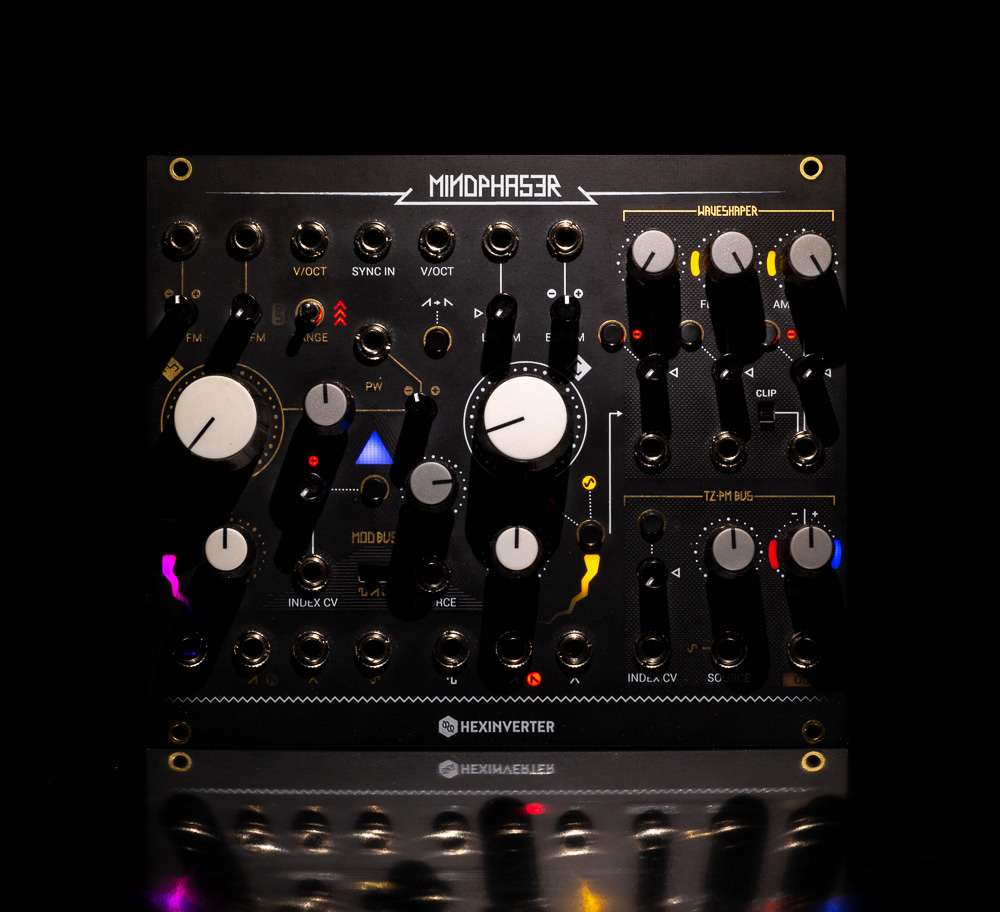 MINDPHASER
WAVESHAPER
V/OCT
SYNC IN
V/OCT
FM
FM
PW
CLIP
TZ-PM BUS
MOD BUS
INDEX CV
INDEX CV
SOURCE
HEXINVERTER